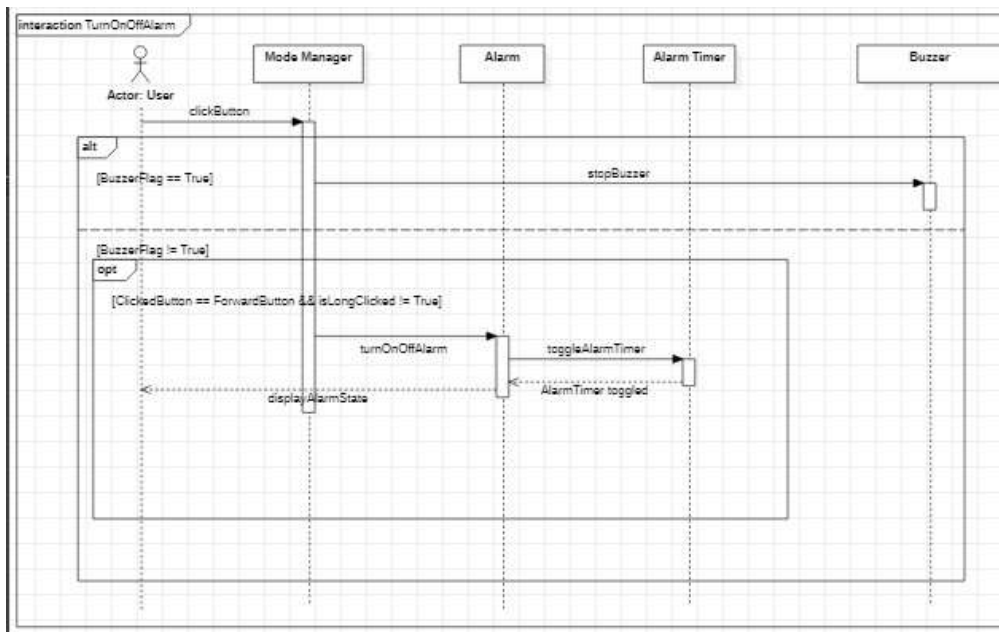 interaction TurnOnOffAlarm
Mode Manager
Alarm
Alarm Timer
Buzzer
Actor: User
clickButton
alt
[BuzzerFlag == True]
stopBuzzer
[BuzzerFlag != True]
opt
[ClickedButton == ForwardButton && isLongClicked != True]
turnOnOffAlarm
toggleAlarmTimer
AlarmTimer toggled
displayAlarmState